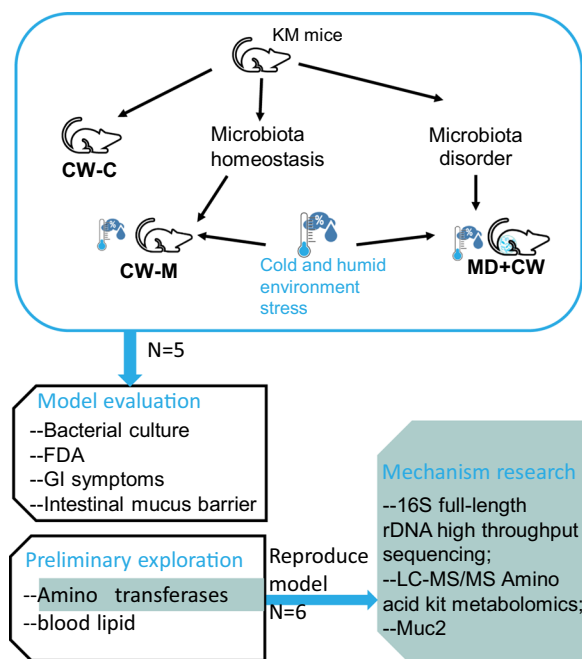 KM mice
CW-C
Microbiota
homeostasis
Microbiota
disorder
%
%
%
CW-M
Cold and humid
environment
stress
MD+CW
N=5
Model evaluation
--Bacterial culture
--FDA
--GI symptoms
--Intestinal mucus barrier
Preliminary exploration
--Amino transferases
--blood lipid
Reproduce
model
N=6
Mechanism research
--16S full-length
rDNA high throughput
sequencing;
--LC-MS/MS Amino
acid kit metabolomics;
--Muc2